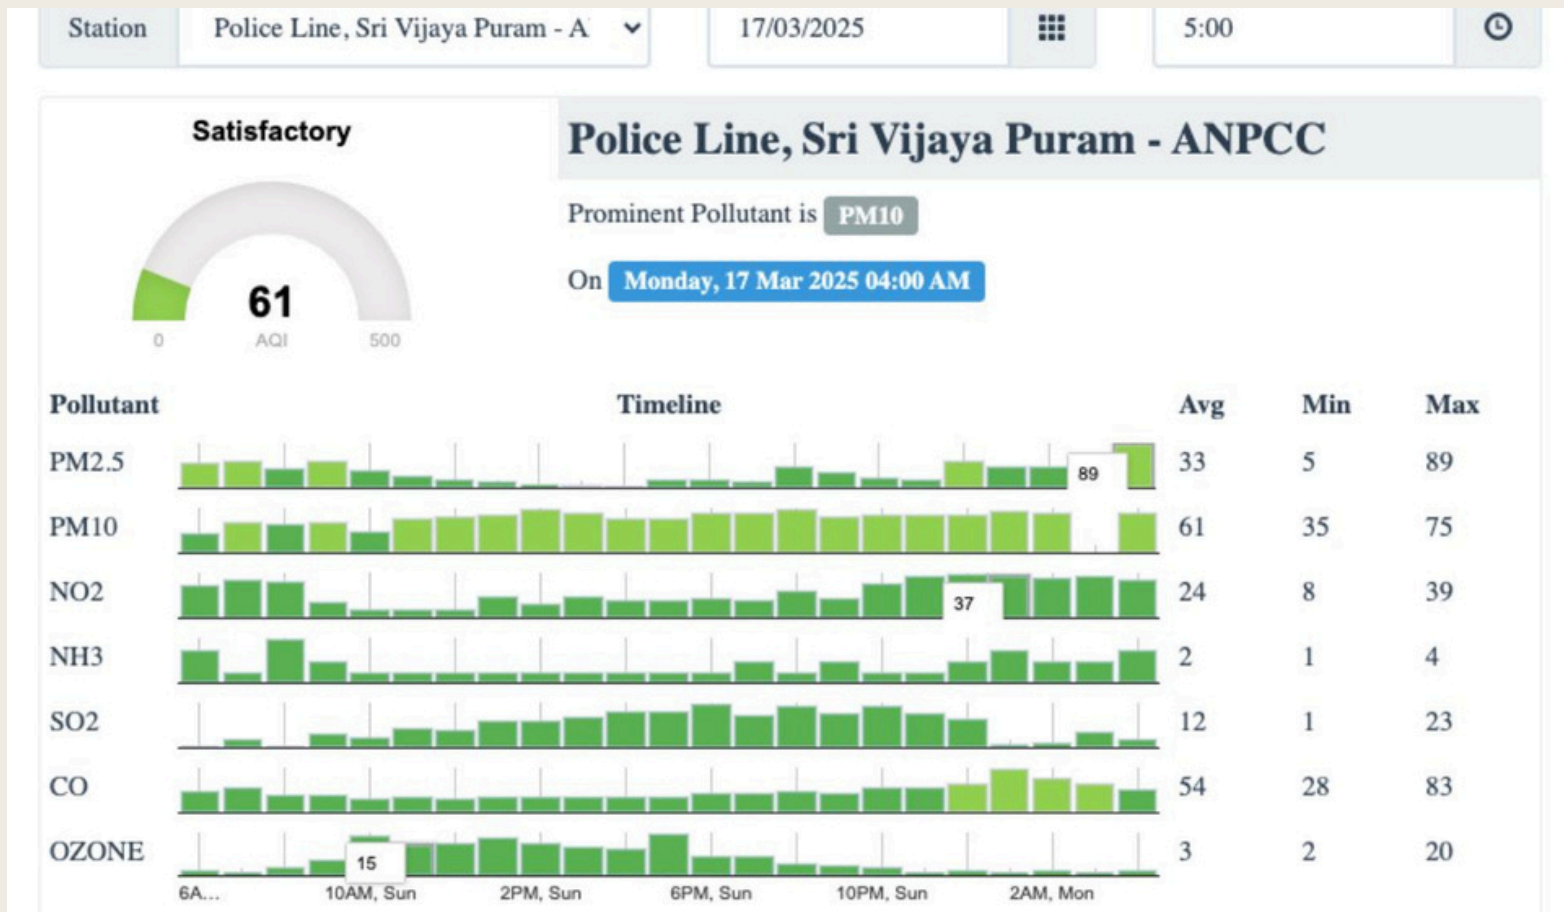 Station Police Line, Sri Vijaya Puram - A 17/03/2025 5:00
Satisfactory
61
AQI
0 500
Police Line, Sri Vijaya Puram - ANPCC
Prominent Pollutant is PM10
On Monday, 17 Mar 2025 04:00 AM
Pollutant Timeline Avg Min Max
PM2.5 89 33 5 89
PM10 61 35 75
NO2 37 24 8 39
NH3 2 1 4
SO2 12 1 23
CO 54 28 83
OZONE 15 3 2 20
6A... 10AM, Sun 2PM, Sun 6PM, Sun 10PM, Sun 2AM, Mon